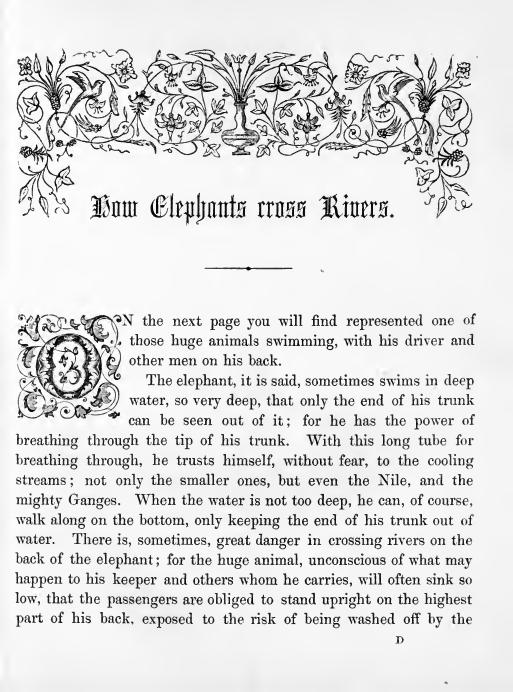 How Elephants cross Rivers.
ON the next page you will find represented one of
those huge animals swimming, with his driver and
other men on his back.
The elephant, it is said, sometimes swims in deep
water, so very deep, that only the end of his trunk
can be seen out of it; for he has the power of
breathing through the tip of his trunk. With this long tube for
breathing through, he trusts himself, without fear, to the cooling
streams; not only the smaller ones, but even the Nile, and the
mighty Ganges. When the water is not too deep, he can, of course,
walk along on the bottom, only keeping the end of his trunk out of
water. There is, sometimes, great danger in crossing rivers on the
back of the elephant; for the huge animal, unconscious of what may
happen to his keeper and others whom he carries, will often sink so
low, that the passengers are obliged to stand upright on the highest
part of his back, exposed to the risk of being washed off by the
D